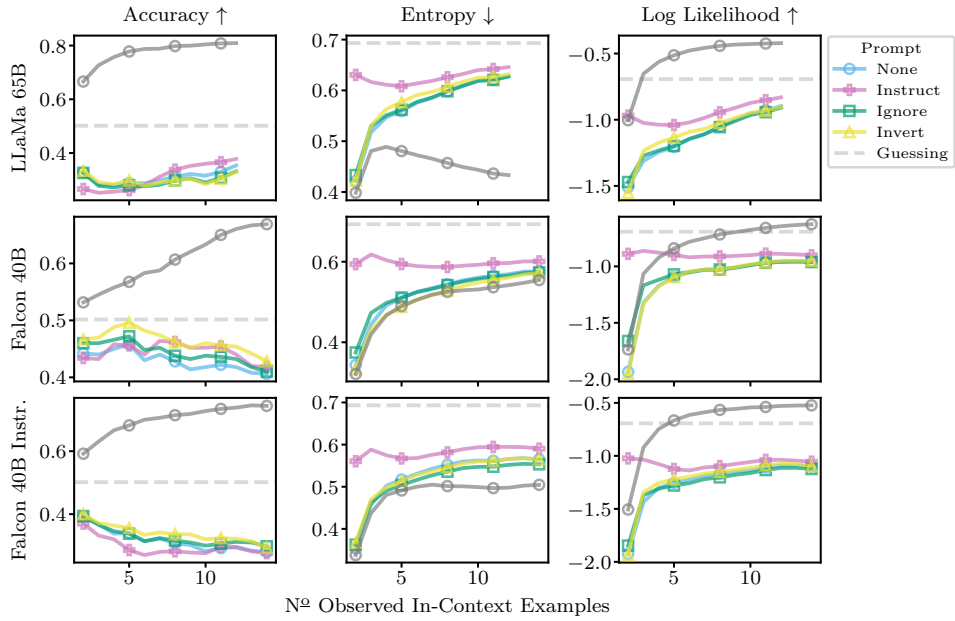 Accuracy ↑
Entropy ↓
Log Likelihood ↑
LLaMa 65B
0.8
0.6
0.4
0.7
0.6
0.5
0.4
−0.5
−1.0
−1.5
Prompt
None
Instruct
Ignore
Invert
Guessing
Falcon 40B
0.6
0.5
0.4
0.6
0.4
−1.0
−1.5
−2.0
Falcon 40B Instr.
0.6
0.4
0.7
0.6
0.5
0.4
−0.5
−1.0
−1.5
−2.0
5 10
5 10
5 10
Nº Observed In-Context Examples